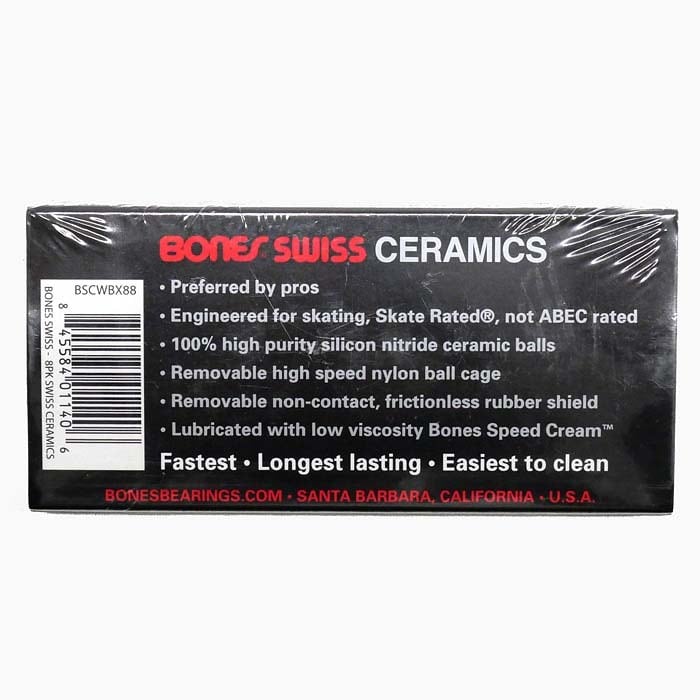 BONES SWISS CERAMICS
• Preferred by pros
• Engineered for skating, Skate Rated®, not ABEC rated
• 100% high purity silicon nitride ceramic balls
• Removable high speed nylon ball cage
• Removable non-contact, frictionless rubber shield
• Lubricated with low viscosity Bones Speed Cream™
Fastest • Longest lasting • Easiest to clean
BONESBEARINGS.COM • SANTA BARBARA, CALIFORNIA • U.S.A.
BSCWBX88
BONES SWISS - 8PK SWISS CERAMICS
8 45584 01140 6